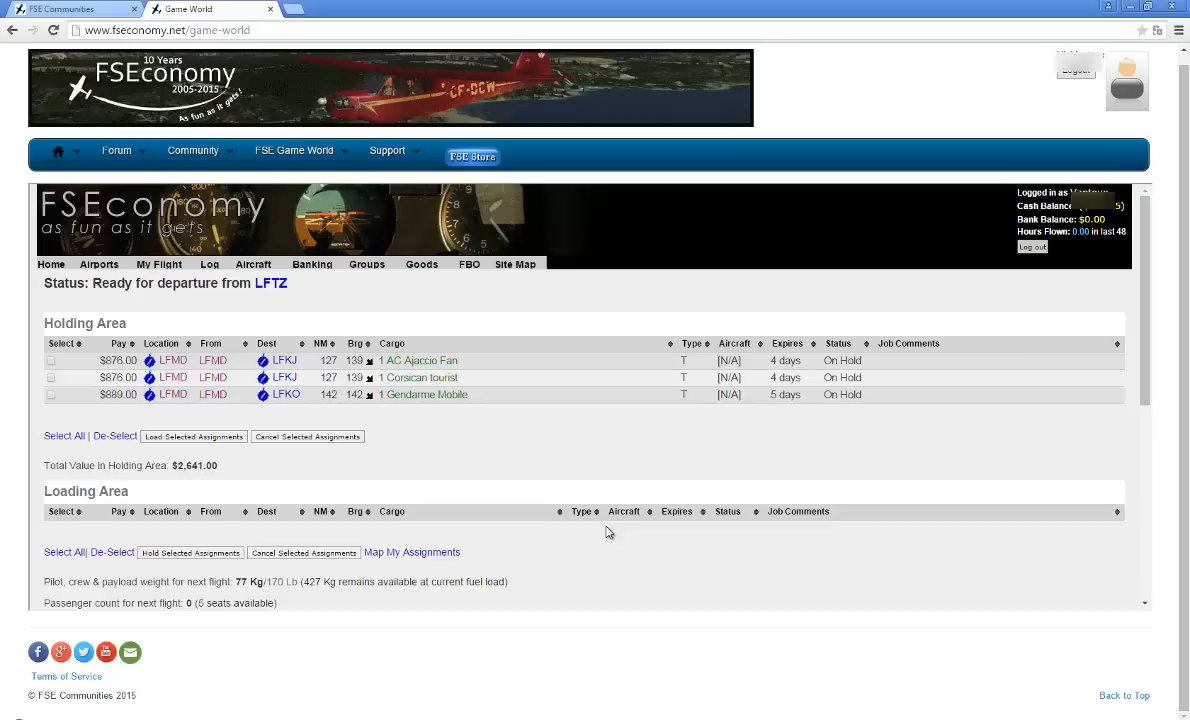 FSE Communities
Game World
www.fseconomy.net/game-world
10 Years
FSEconomy
2005-2015
As fun as it gets!
CF-DCW
Logout
Forum
Community
FSE Game World
Support
FSE Store
FSEconomy
as fun as it gets
Logged in as
Cash Balance
Bank Balance: $0.00
Hours Flown: 0.00 in last 48
Log out
Home Airports My Flight Log Aircraft Banking Groups Goods FBO Site Map
Status: Ready for departure from LFTZ
Holding Area
Select Pay Location From Dest NM Brg Cargo Type Aircraft Expires Status Job Comments
$876.00 LFMD LFMD LFKJ 127 139 1 AC Ajaccio Fan T [N/A] 4 days On Hold
$876.00 LFMD LFMD LFKJ 127 139 1 Corsican tourist T [N/A] 4 days On Hold
$889.00 LFMD LFMD LFKO 142 142 1 Gendarme Mobile T [N/A] 5 days On Hold
Select All | De-Select Load Selected Assignments Cancel Selected Assignments
Total Value in Holding Area: $2,641.00
Loading Area
Select Pay Location From Dest NM Brg Cargo Type Aircraft Expires Status Job Comments
Select All| De-Select Hold Selected Assignments Cancel Selected Assignments Map My Assignments
Pilot, crew & payload weight for next flight: 77 Kg/170 Lb (427 Kg remains available at current fuel load)
Passenger count for next flight: 0 (5 seats available)
Terms of Service
© FSE Communities 2015
Back to Top